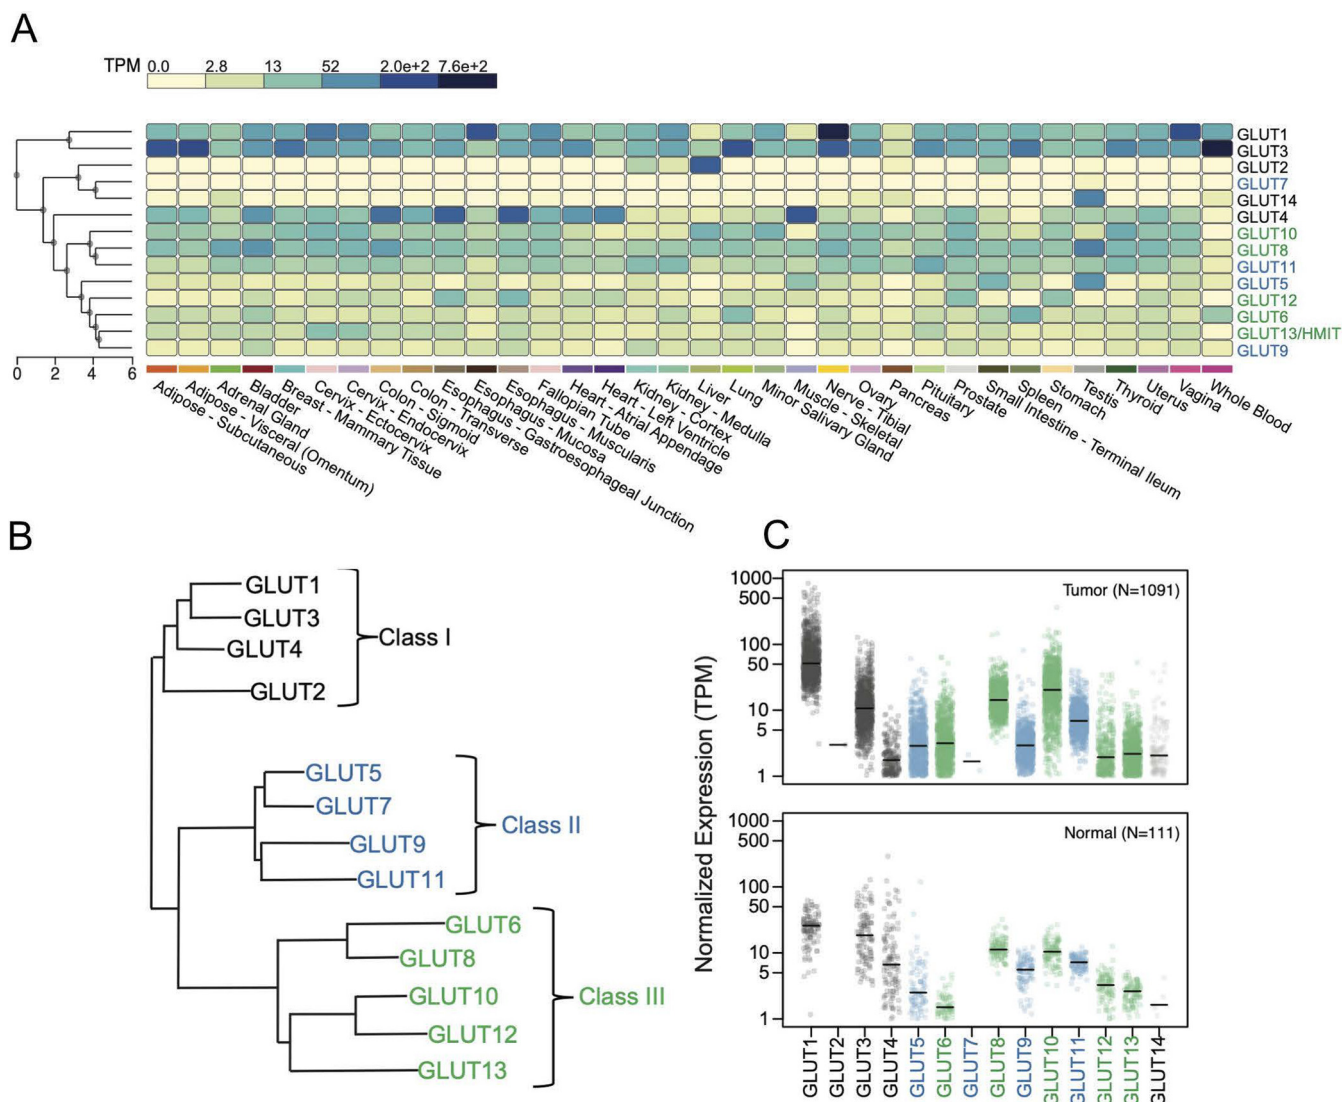 A
TPM 0.0 2.8 13 52 2.0e+2 7.6e+2
GLUT1
GLUT3
GLUT2
GLUT7
GLUT14
GLUT4
GLUT10
GLUT8
GLUT11
GLUT5
GLUT12
GLUT6
GLUT13/HMIT
GLUT9
0 2 4 6
Adipose - Subcutaneous
Adipose - Visceral (Omentum)
Adrenal Gland
Bladder
Breast - Mammary Tissue
Cervix - Ectocervix
Cervix - Endocervix
Colon - Sigmoid
Colon - Transverse
Esophagus - Gastroesophageal Junction
Esophagus - Mucosa
Esophagus - Muscularis
Fallopian Tube
Heart - Atrial Appendage
Heart - Left Ventricle
Kidney - Cortex
Kidney - Medulla
Liver
Lung
Minor Salivary Gland
Muscle - Skeletal
Nerve - Tibial
Ovary
Pancreas
Pituitary
Prostate
Small Intestine - Terminal Ileum
Spleen
Stomach
Testis
Thyroid
Uterus
Vagina
Whole Blood
B
GLUT1
GLUT3
GLUT4
GLUT2
Class I
GLUT5
GLUT7
GLUT9
GLUT11
Class II
GLUT6
GLUT8
GLUT10
GLUT12
GLUT13
Class III
C
Normalized Expression (TPM)
Tumor (N=1091)
1000
500
100
50
10
5
1
Normal (N=111)
1000
500
100
50
10
5
1
GLUT1
GLUT2
GLUT3
GLUT4
GLUT5
GLUT6
GLUT7
GLUT8
GLUT9
GLUT10
GLUT11
GLUT12
GLUT13
GLUT14